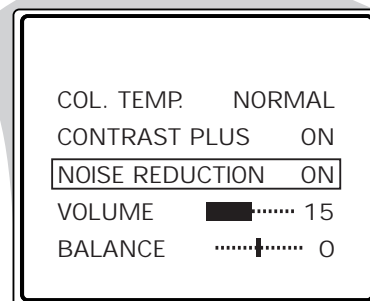 COL. TEMP. NORMAL
CONTRAST PLUS ON
NOISE REDUCTION ON
VOLUME 15
BALANCE 0